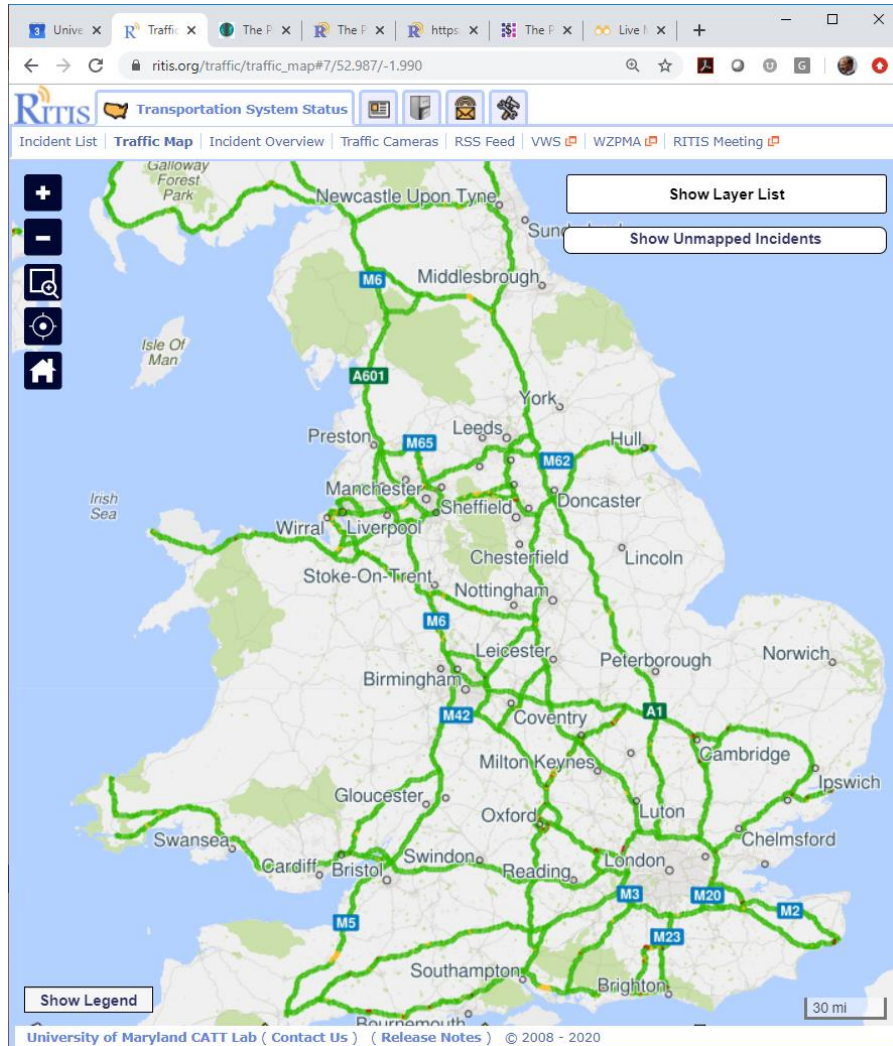 3 Unive x Traffic x The P x The P x https x The P x Live M x +
ritis.org/traffic/traffic_map#7/52.987/-1.990
RITIS Transportation System Status
Incident List | Traffic Map | Incident Overview | Traffic Cameras | RSS Feed | VWS | WZPMA | RITIS Meeting
Galloway
Forest
Park
Newcastle Upon Tyne
Show Layer List
+
−
Show Unmapped Incidents
M6
Middlesbrough
Isle Of
Man
A601
York
Preston
M65
Leeds
Hull
M62
Irish
Sea
Manchester
Sheffield
Doncaster
Wirral
Liverpool
Chesterfield
Lincoln
Stoke-On-Trent
Nottingham
M6
Leicester
Peterborough
Norwich
Birmingham
M42
Coventry
A1
Milton Keynes
Cambridge
Gloucester
Ipswich
Oxford
Luton
Swansea
Chelmsford
Cardiff
Bristol
Swindon
Reading
London
M3
M20
M2
M5
M23
Southampton
Brighton
Show Legend
30 mi
Bournemouth
University of Maryland CATT Lab ( Contact Us ) ( Release Notes ) © 2008 - 2020